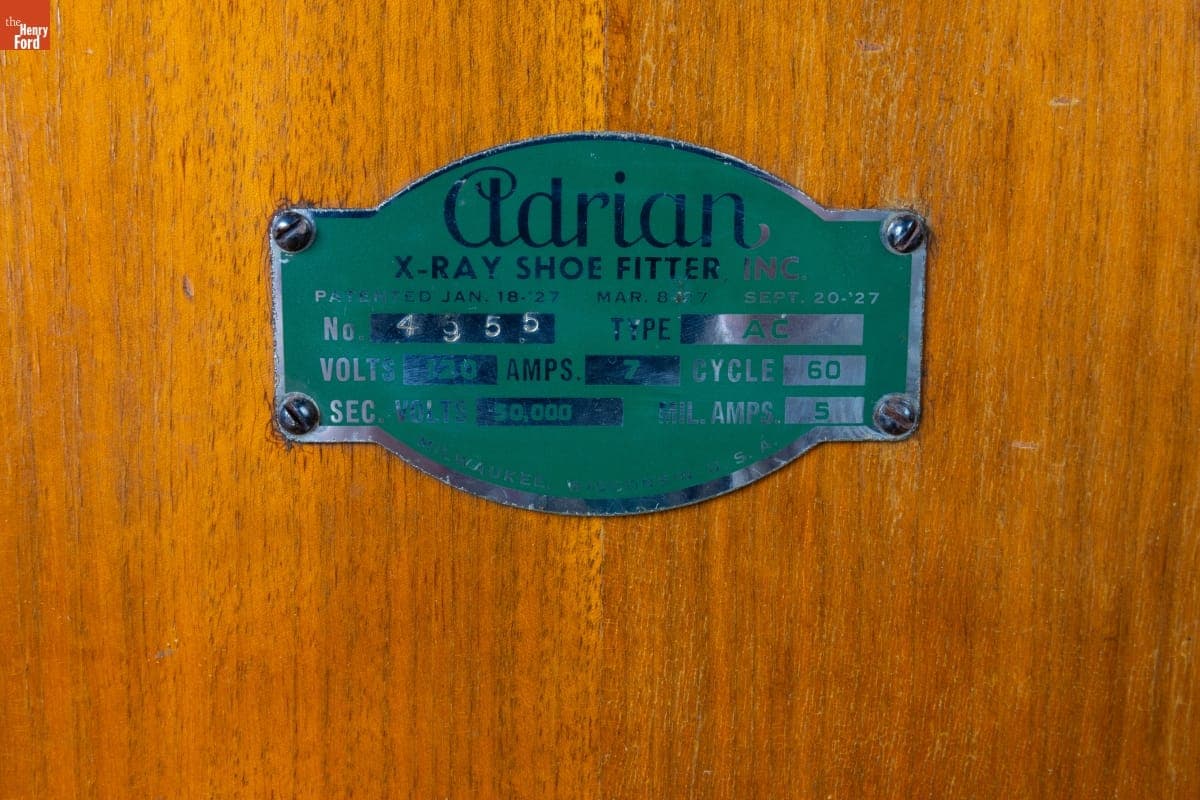 the
Henry
Ford
Adrian
X-RAY SHOE FITTER INC.
PATENTED JAN. 18-'27 MAR. 8-'27 SEPT. 20-'27
No. 4955 TYPE AC
VOLTS 120 AMPS. 7 CYCLE 60
SEC. VOLTS 50,000 MIL. AMPS. 5
MILWAUKEE, WISCONSIN U.S.A.